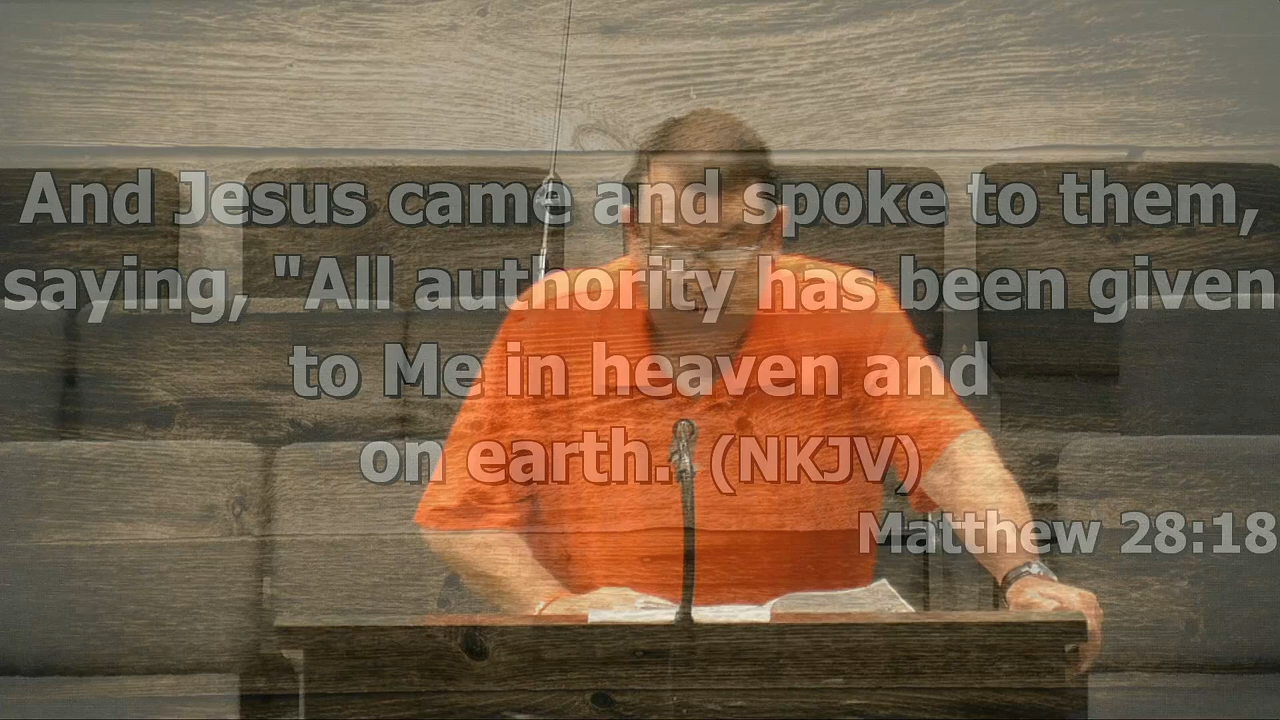 And Jesus came and spoke to them,
saying, "All authority has been given
to Me in heaven and
on earth. (NKJV)
Matthew 28:18